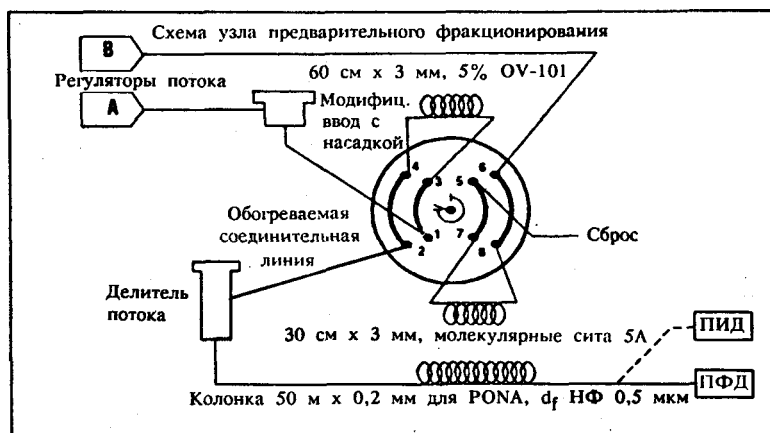 Схема узла предварительного фракционирования
В
Регуляторы потока
60 см x 3 мм, 5% OV-101
А
Модифиц.
ввод с
насадкой
4
3
5
6
1
2
7
8
Обогреваемая
соединительная
линия
Сброс
Делитель
потока
30 см x 3 мм, молекулярные сита 5А
ПИД
ПФД
Колонка 50 м x 0,2 мм для PONA, df НФ 0,5 мкм